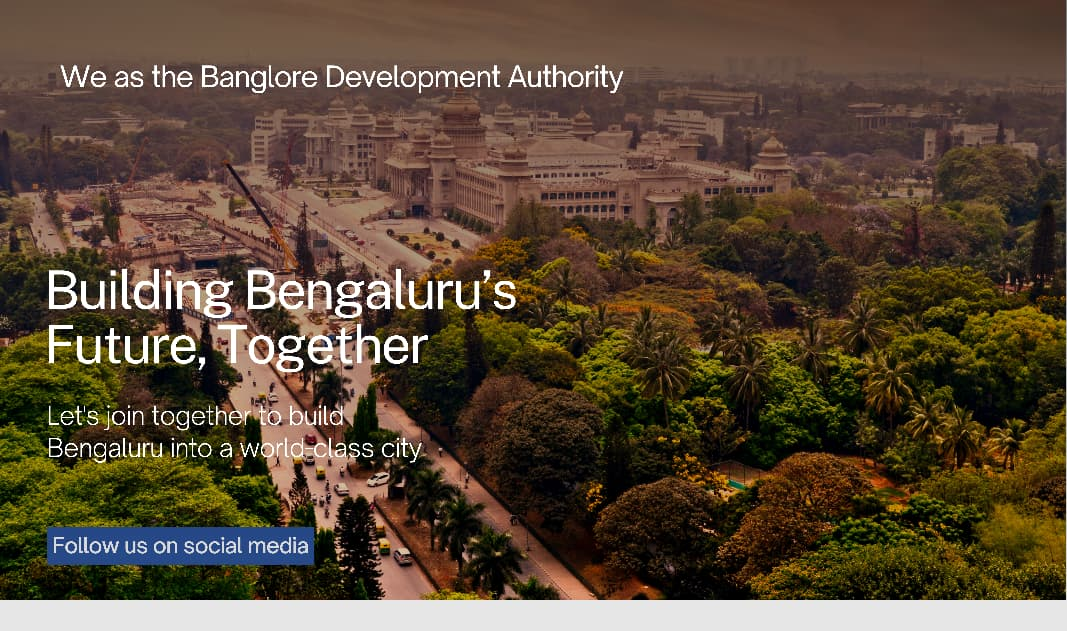 We as the Banglore Development Authority
Building Bengaluru’s
Future, Together
Let's join together to build
Bengaluru into a world-class city
Follow us on social media